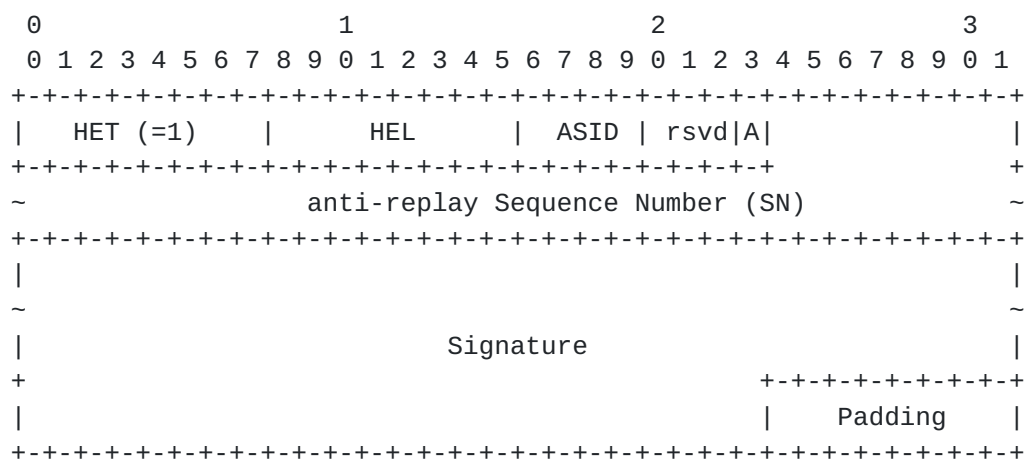 0                   1                   2                   3
 0 1 2 3 4 5 6 7 8 9 0 1 2 3 4 5 6 7 8 9 0 1 2 3 4 5 6 7 8 9 0 1
+-+-+-+-+-+-+-+-+-+-+-+-+-+-+-+-+-+-+-+-+-+-+-+-+-+-+-+-+-+-+-+-+
|   HET (=1)    |      HEL      |  ASID | rsvd|A|               |
+-+-+-+-+-+-+-+-+-+-+-+-+-+-+-+-+-+-+-+-+-+-+-+-+               +
~                  anti-replay Sequence Number (SN)             ~
+-+-+-+-+-+-+-+-+-+-+-+-+-+-+-+-+-+-+-+-+-+-+-+-+-+-+-+-+-+-+-+-+
|                                                               |
~                                                               ~
|                           Signature                           |
+                                               +-+-+-+-+-+-+-+-+
|                                               |    Padding    |
+-+-+-+-+-+-+-+-+-+-+-+-+-+-+-+-+-+-+-+-+-+-+-+-+-+-+-+-+-+-+-+-+